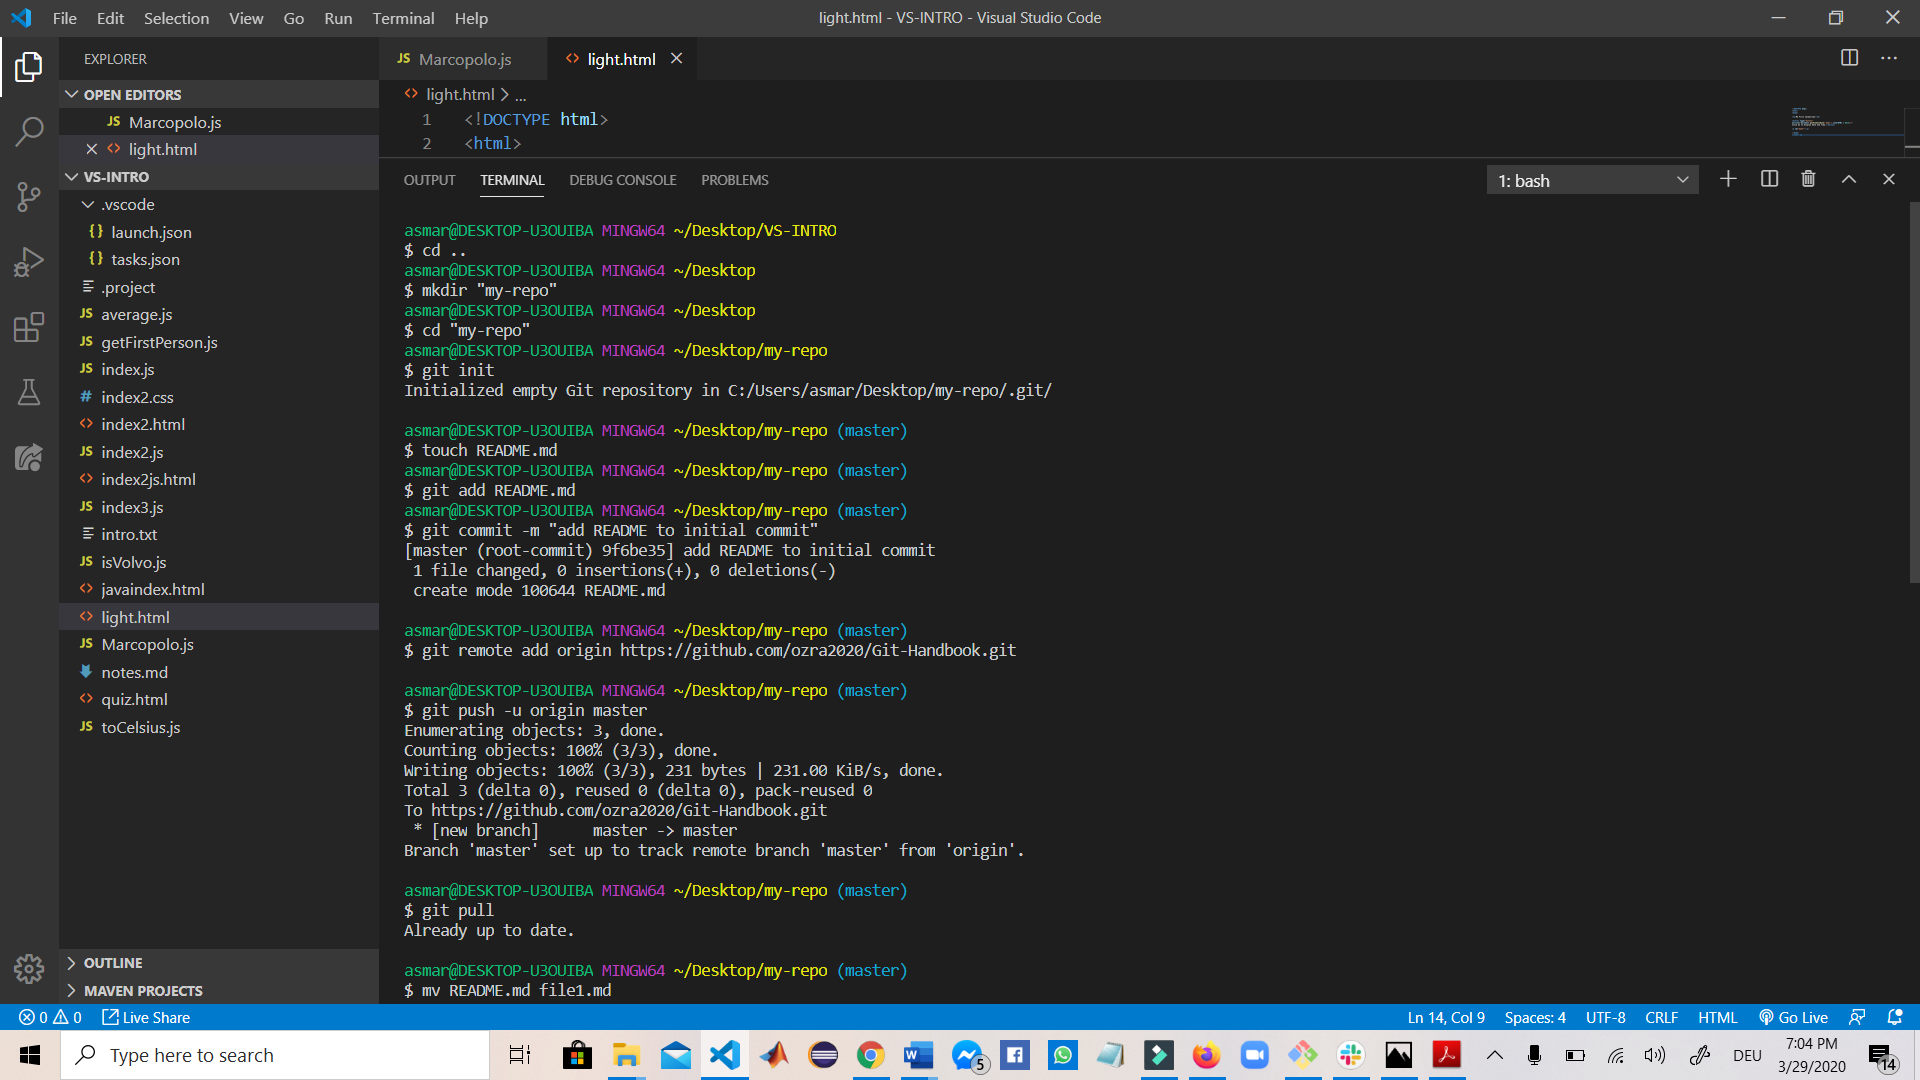 File Edit Selection View Go Run Terminal Help
light.html - VS-INTRO - Visual Studio Code
EXPLORER
OPEN EDITORS
JS Marcopolo.js
light.html
VS-INTRO
.vscode
{} launch.json
{} tasks.json
.project
JS average.js
JS getFirstPerson.js
JS index.js
# index2.css
<> index2.html
JS index2.js
<> index2js.html
JS index3.js
intro.txt
JS isVolvo.js
<> javaindex.html
<> light.html
JS Marcopolo.js
notes.md
<> quiz.html
JS toCelsius.js
OUTLINE
MAVEN PROJECTS
JS Marcopolo.js
<> light.html
<> light.html > ...
1 <!DOCTYPE html>
2 <html>
OUTPUT TERMINAL DEBUG CONSOLE PROBLEMS
1: bash
asmar@DESKTOP-U3OUIBA MINGW64 ~/Desktop/VS-INTRO
$ cd ..
asmar@DESKTOP-U3OUIBA MINGW64 ~/Desktop
$ mkdir "my-repo"
asmar@DESKTOP-U3OUIBA MINGW64 ~/Desktop
$ cd "my-repo"
asmar@DESKTOP-U3OUIBA MINGW64 ~/Desktop/my-repo
$ git init
Initialized empty Git repository in C:/Users/asmar/Desktop/my-repo/.git/
asmar@DESKTOP-U3OUIBA MINGW64 ~/Desktop/my-repo (master)
$ touch README.md
asmar@DESKTOP-U3OUIBA MINGW64 ~/Desktop/my-repo (master)
$ git add README.md
asmar@DESKTOP-U3OUIBA MINGW64 ~/Desktop/my-repo (master)
$ git commit -m "add README to initial commit"
[master (root-commit) 9f6be35] add README to initial commit
1 file changed, 0 insertions(+), 0 deletions(-)
create mode 100644 README.md
asmar@DESKTOP-U3OUIBA MINGW64 ~/Desktop/my-repo (master)
$ git remote add origin https://github.com/ozra2020/Git-Handbook.git
asmar@DESKTOP-U3OUIBA MINGW64 ~/Desktop/my-repo (master)
$ git push -u origin master
Enumerating objects: 3, done.
Counting objects: 100% (3/3), done.
Writing objects: 100% (3/3), 231 bytes | 231.00 KiB/s, done.
Total 3 (delta 0), reused 0 (delta 0), pack-reused 0
To https://github.com/ozra2020/Git-Handbook.git
* [new branch] master -> master
Branch 'master' set up to track remote branch 'master' from 'origin'.
asmar@DESKTOP-U3OUIBA MINGW64 ~/Desktop/my-repo (master)
$ git pull
Already up to date.
asmar@DESKTOP-U3OUIBA MINGW64 ~/Desktop/my-repo (master)
$ mv README.md file1.md
0 0 Live Share
Ln 14, Col 9 Spaces: 4 UTF-8 CRLF HTML Go Live
Type here to search
5
DEU
7:04 PM
3/29/2020
14